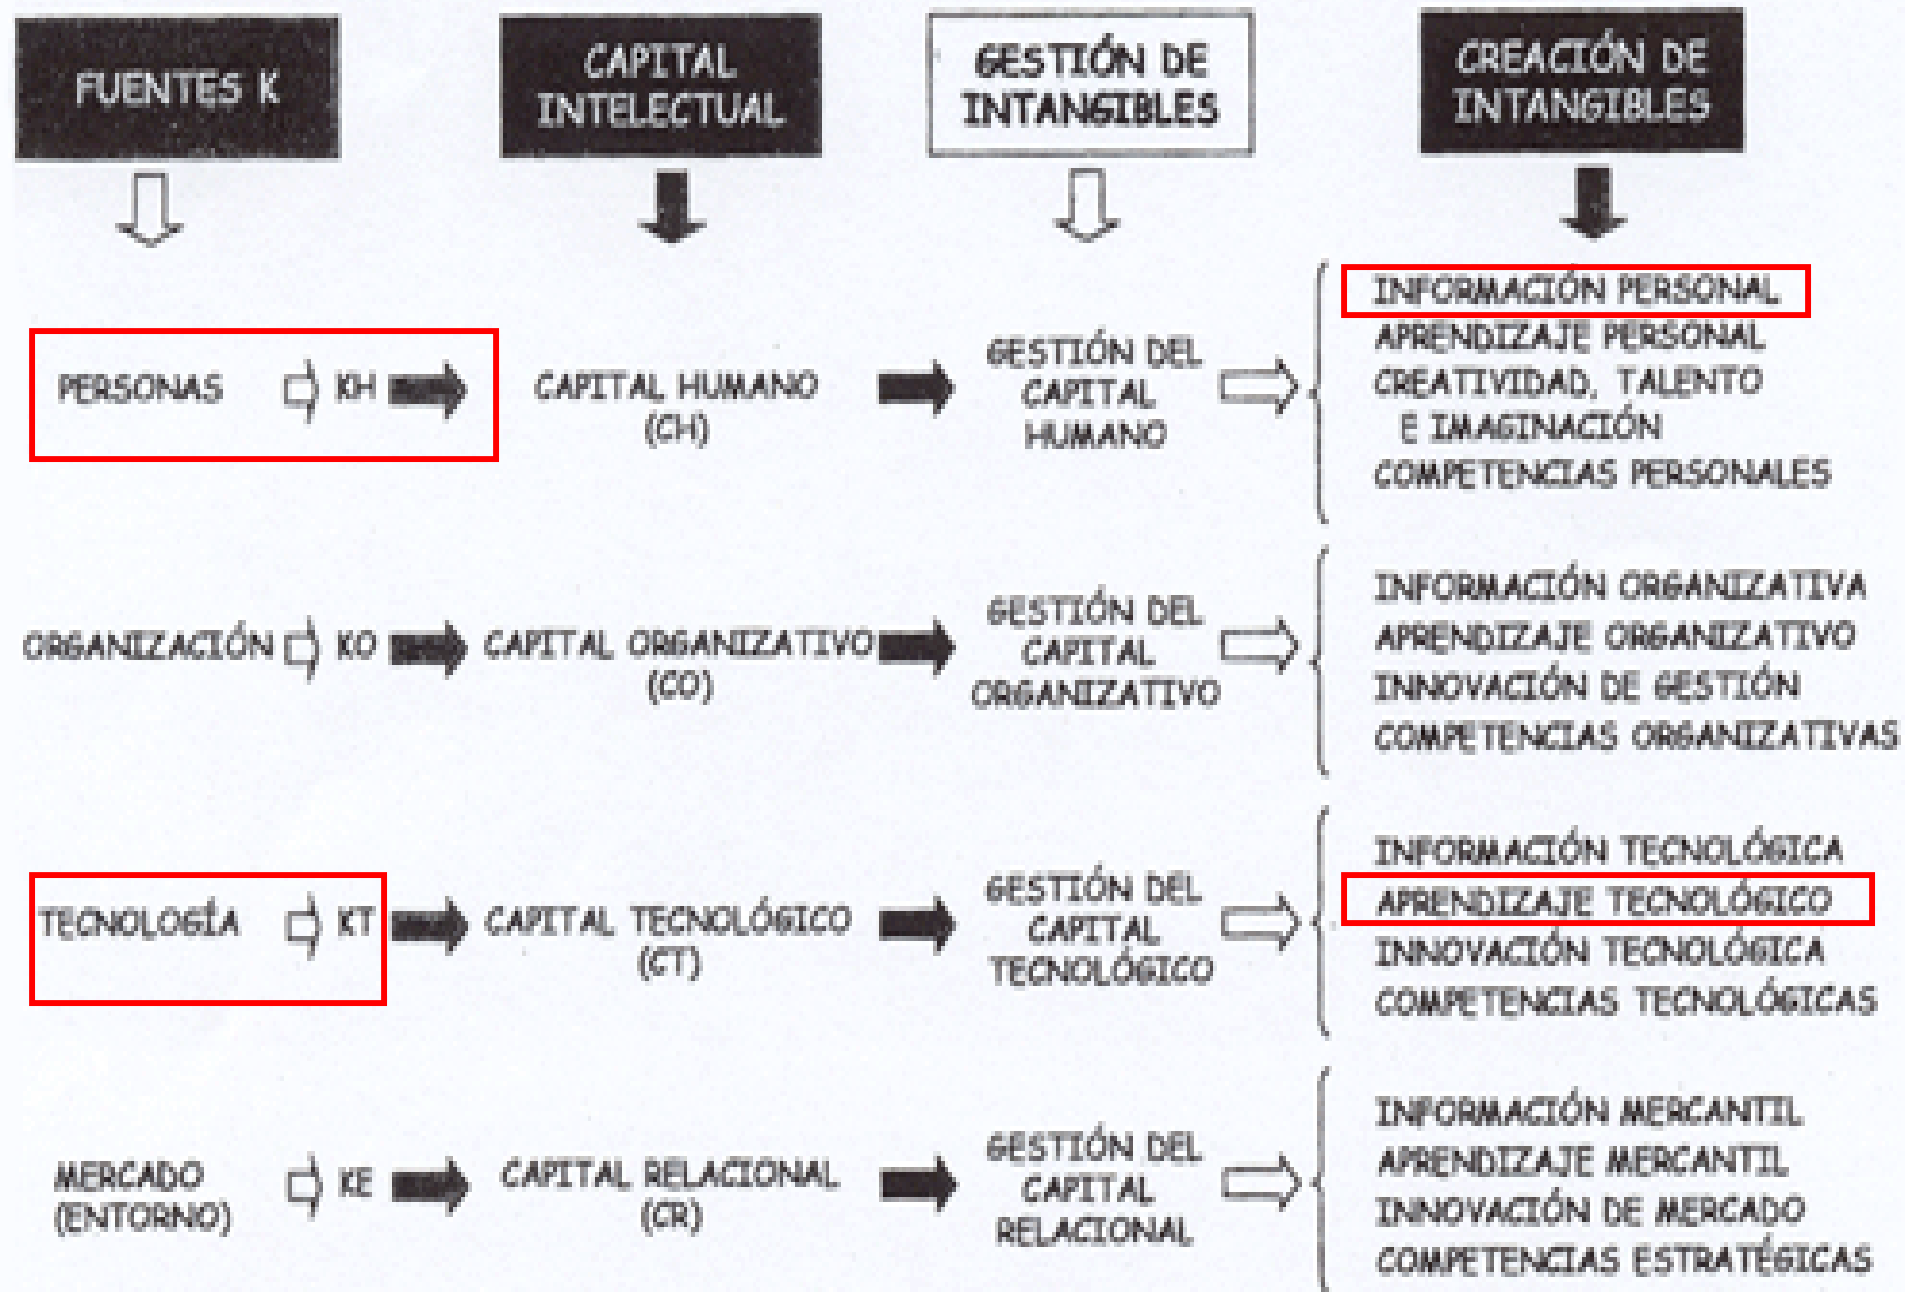 FUENTES K
CAPITAL
INTELECTUAL
GESTIÓN DE
INTANGIBLES
CREACIÓN DE
INTANGIBLES
PERSONAS
KH
CAPITAL HUMANO
(CH)
GESTIÓN DEL
CAPITAL
HUMANO
INFORMACIÓN PERSONAL
APRENDIZAJE PERSONAL
CREATIVIDAD, TALENTO
E IMAGINACIÓN
COMPETENCIAS PERSONALES
ORGANIZACIÓN
KO
CAPITAL ORGANIZATIVO
(CO)
GESTIÓN DEL
CAPITAL
ORGANIZATIVO
INFORMACIÓN ORGANIZATIVA
APRENDIZAJE ORGANIZATIVO
INNOVACIÓN DE GESTIÓN
COMPETENCIAS ORGANIZATIVAS
TECNOLOGÍA
KT
CAPITAL TECNOLÓGICO
(CT)
GESTIÓN DEL
CAPITAL
TECNOLÓGICO
INFORMACIÓN TECNOLÓGICA
APRENDIZAJE TECNOLÓGICO
INNOVACIÓN TECNOLÓGICA
COMPETENCIAS TECNOLÓGICAS
MERCADO
(ENTORNO)
KE
CAPITAL RELACIONAL
(CR)
GESTIÓN DEL
CAPITAL
RELACIONAL
INFORMACIÓN MERCANTIL
APRENDIZAJE MERCANTIL
INNOVACIÓN DE MERCADO
COMPETENCIAS ESTRATÉGICAS